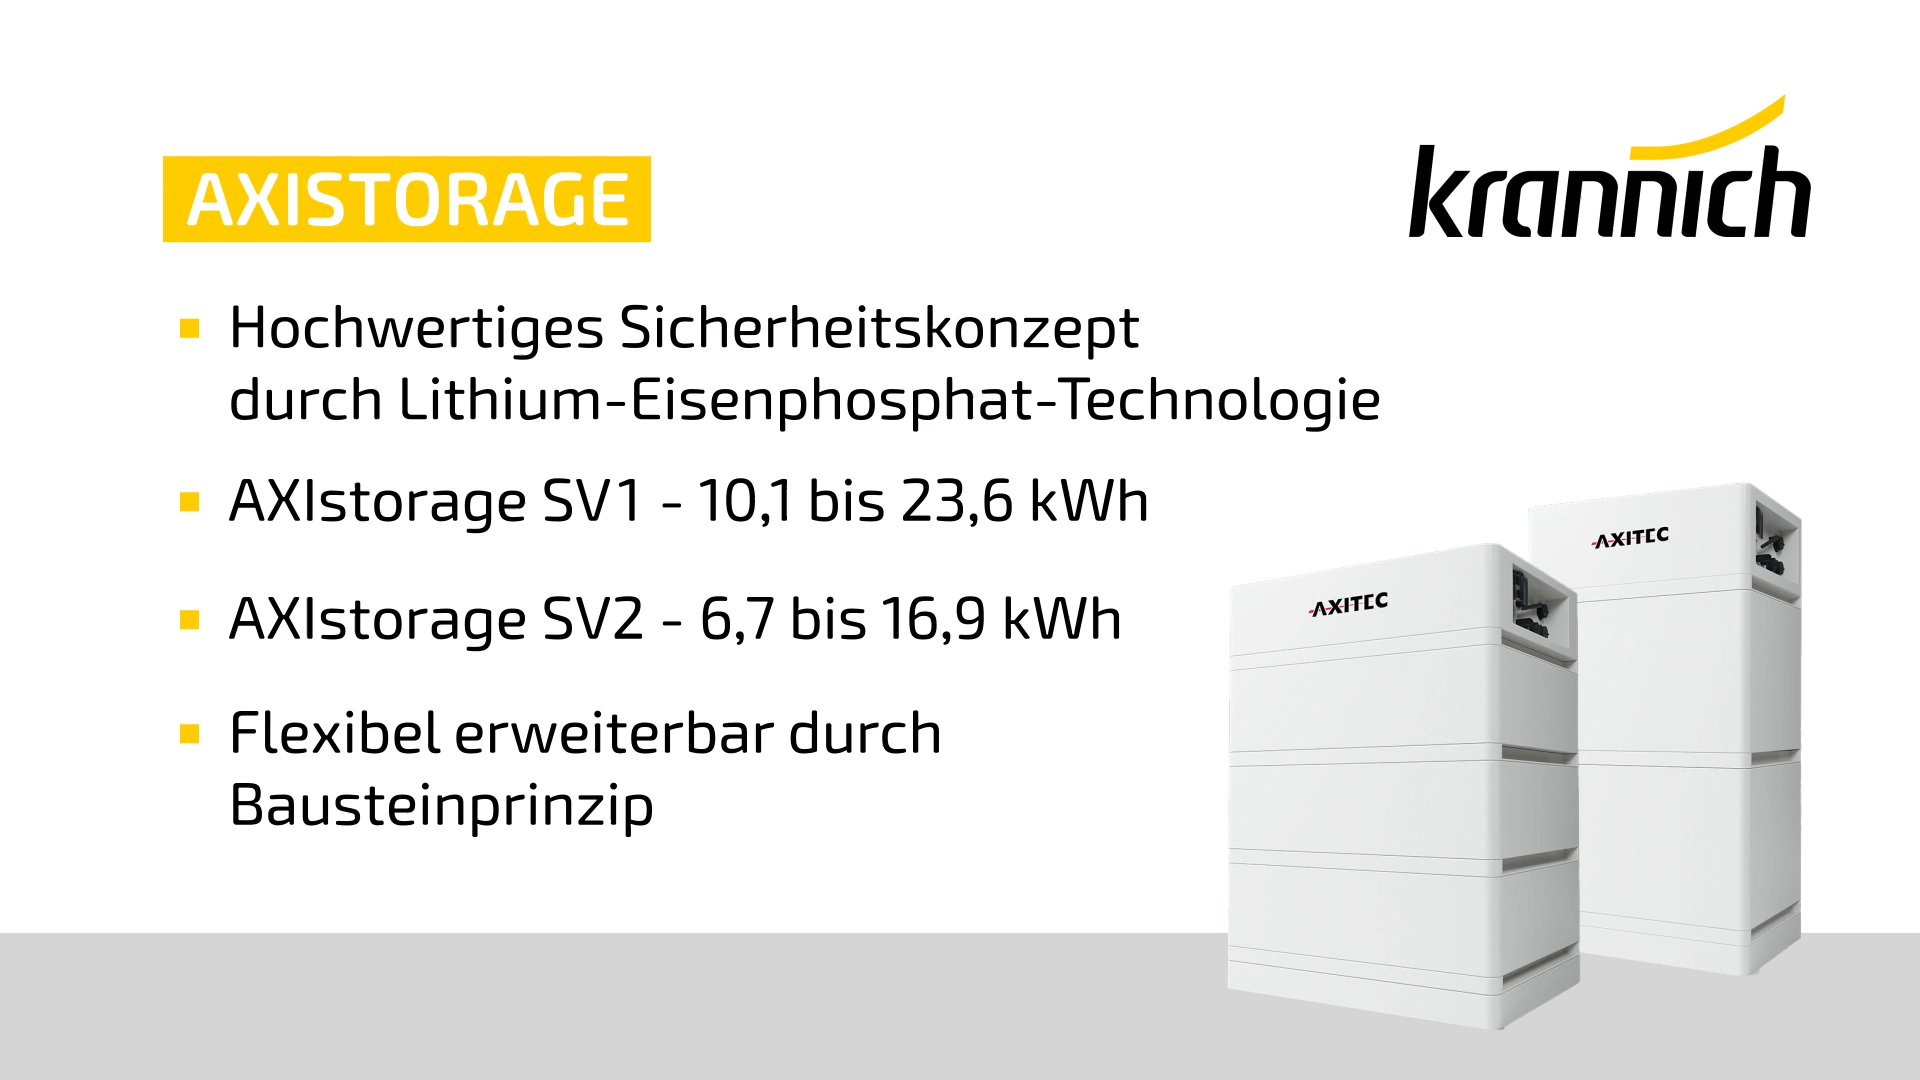 krannich
AXISTORAGE
Hochwertiges Sicherheitskonzept
durch Lithium-Eisenphosphat-Technologie
AXIstorage SV1 - 10,1 bis 23,6 kWh
AXIstorage SV2 - 6,7 bis 16,9 kWh
Flexibel erweiterbar durch
Bausteinprinzip
AXITEC
AXITEC